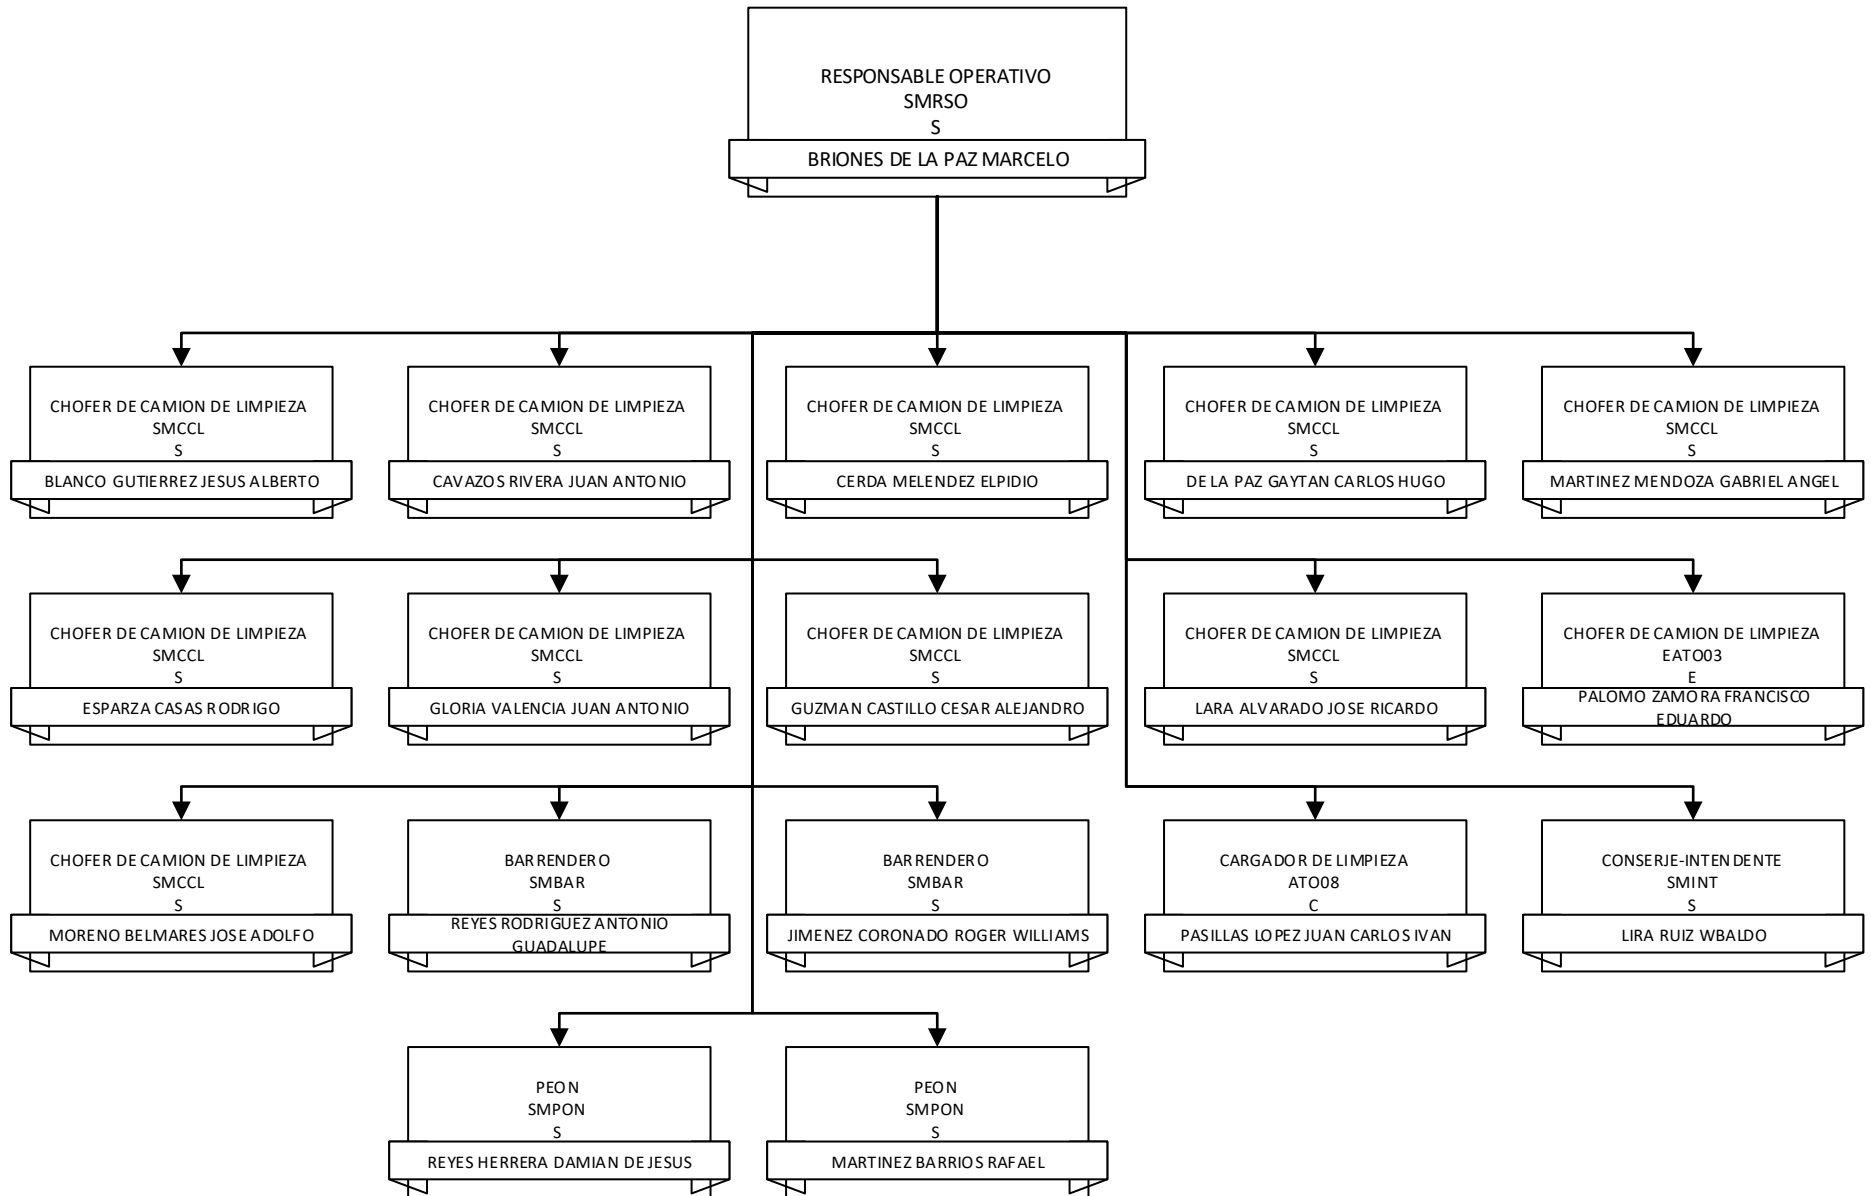 RESPONSABLE OPERATIVO
SMRSO
S
BRIONES DE LA PAZ MARCELO
CHOFER DE CAMION DE LIMPIEZA
SMCCL
S
BLANCO GUTIERREZ JESUS ALBERTO
CHOFER DE CAMION DE LIMPIEZA
SMCCL
S
CAVAZOS RIVERA JUAN ANTONIO
CHOFER DE CAMION DE LIMPIEZA
SMCCL
S
CERDA MELENDEZ ELPIDIO
CHOFER DE CAMION DE LIMPIEZA
SMCCL
S
DE LA PAZ GAYTAN CARLOS HUGO
CHOFER DE CAMION DE LIMPIEZA
SMCCL
S
MARTINEZ MENDOZA GABRIEL ANGEL
CHOFER DE CAMION DE LIMPIEZA
SMCCL
S
ESPARZA CASAS RODRIGO
CHOFER DE CAMION DE LIMPIEZA
SMCCL
S
GLORIA VALENCIA JUAN ANTONIO
CHOFER DE CAMION DE LIMPIEZA
SMCCL
S
GUZMAN CASTILLO CESAR ALEJANDRO
CHOFER DE CAMION DE LIMPIEZA
SMCCL
S
LARA ALVARADO JOSE RICARDO
CHOFER DE CAMION DE LIMPIEZA
EATO03
E
PALOMO ZAMORA FRANCISCO
EDUARDO
CHOFER DE CAMION DE LIMPIEZA
SMCCL
S
MORENO BELMARES JOSE ADOLFO
BARRENDERO
SMBAR
S
REYES RODRIGUEZ ANTONIO
GUADALUPE
BARRENDERO
SMBAR
S
JIMENEZ CORONADO ROGER WILLIAMS
CARGADOR DE LIMPIEZA
ATO08
C
PASILLAS LOPEZ JUAN CARLOS IVAN
CONSERJE-INTENDENTE
SMINT
S
LIRA RUIZ WBALDO
PEON
SMPON
S
REYES HERRERA DAMIAN DE JESUS
PEON
SMPON
S
MARTINEZ BARRIOS RAFAEL